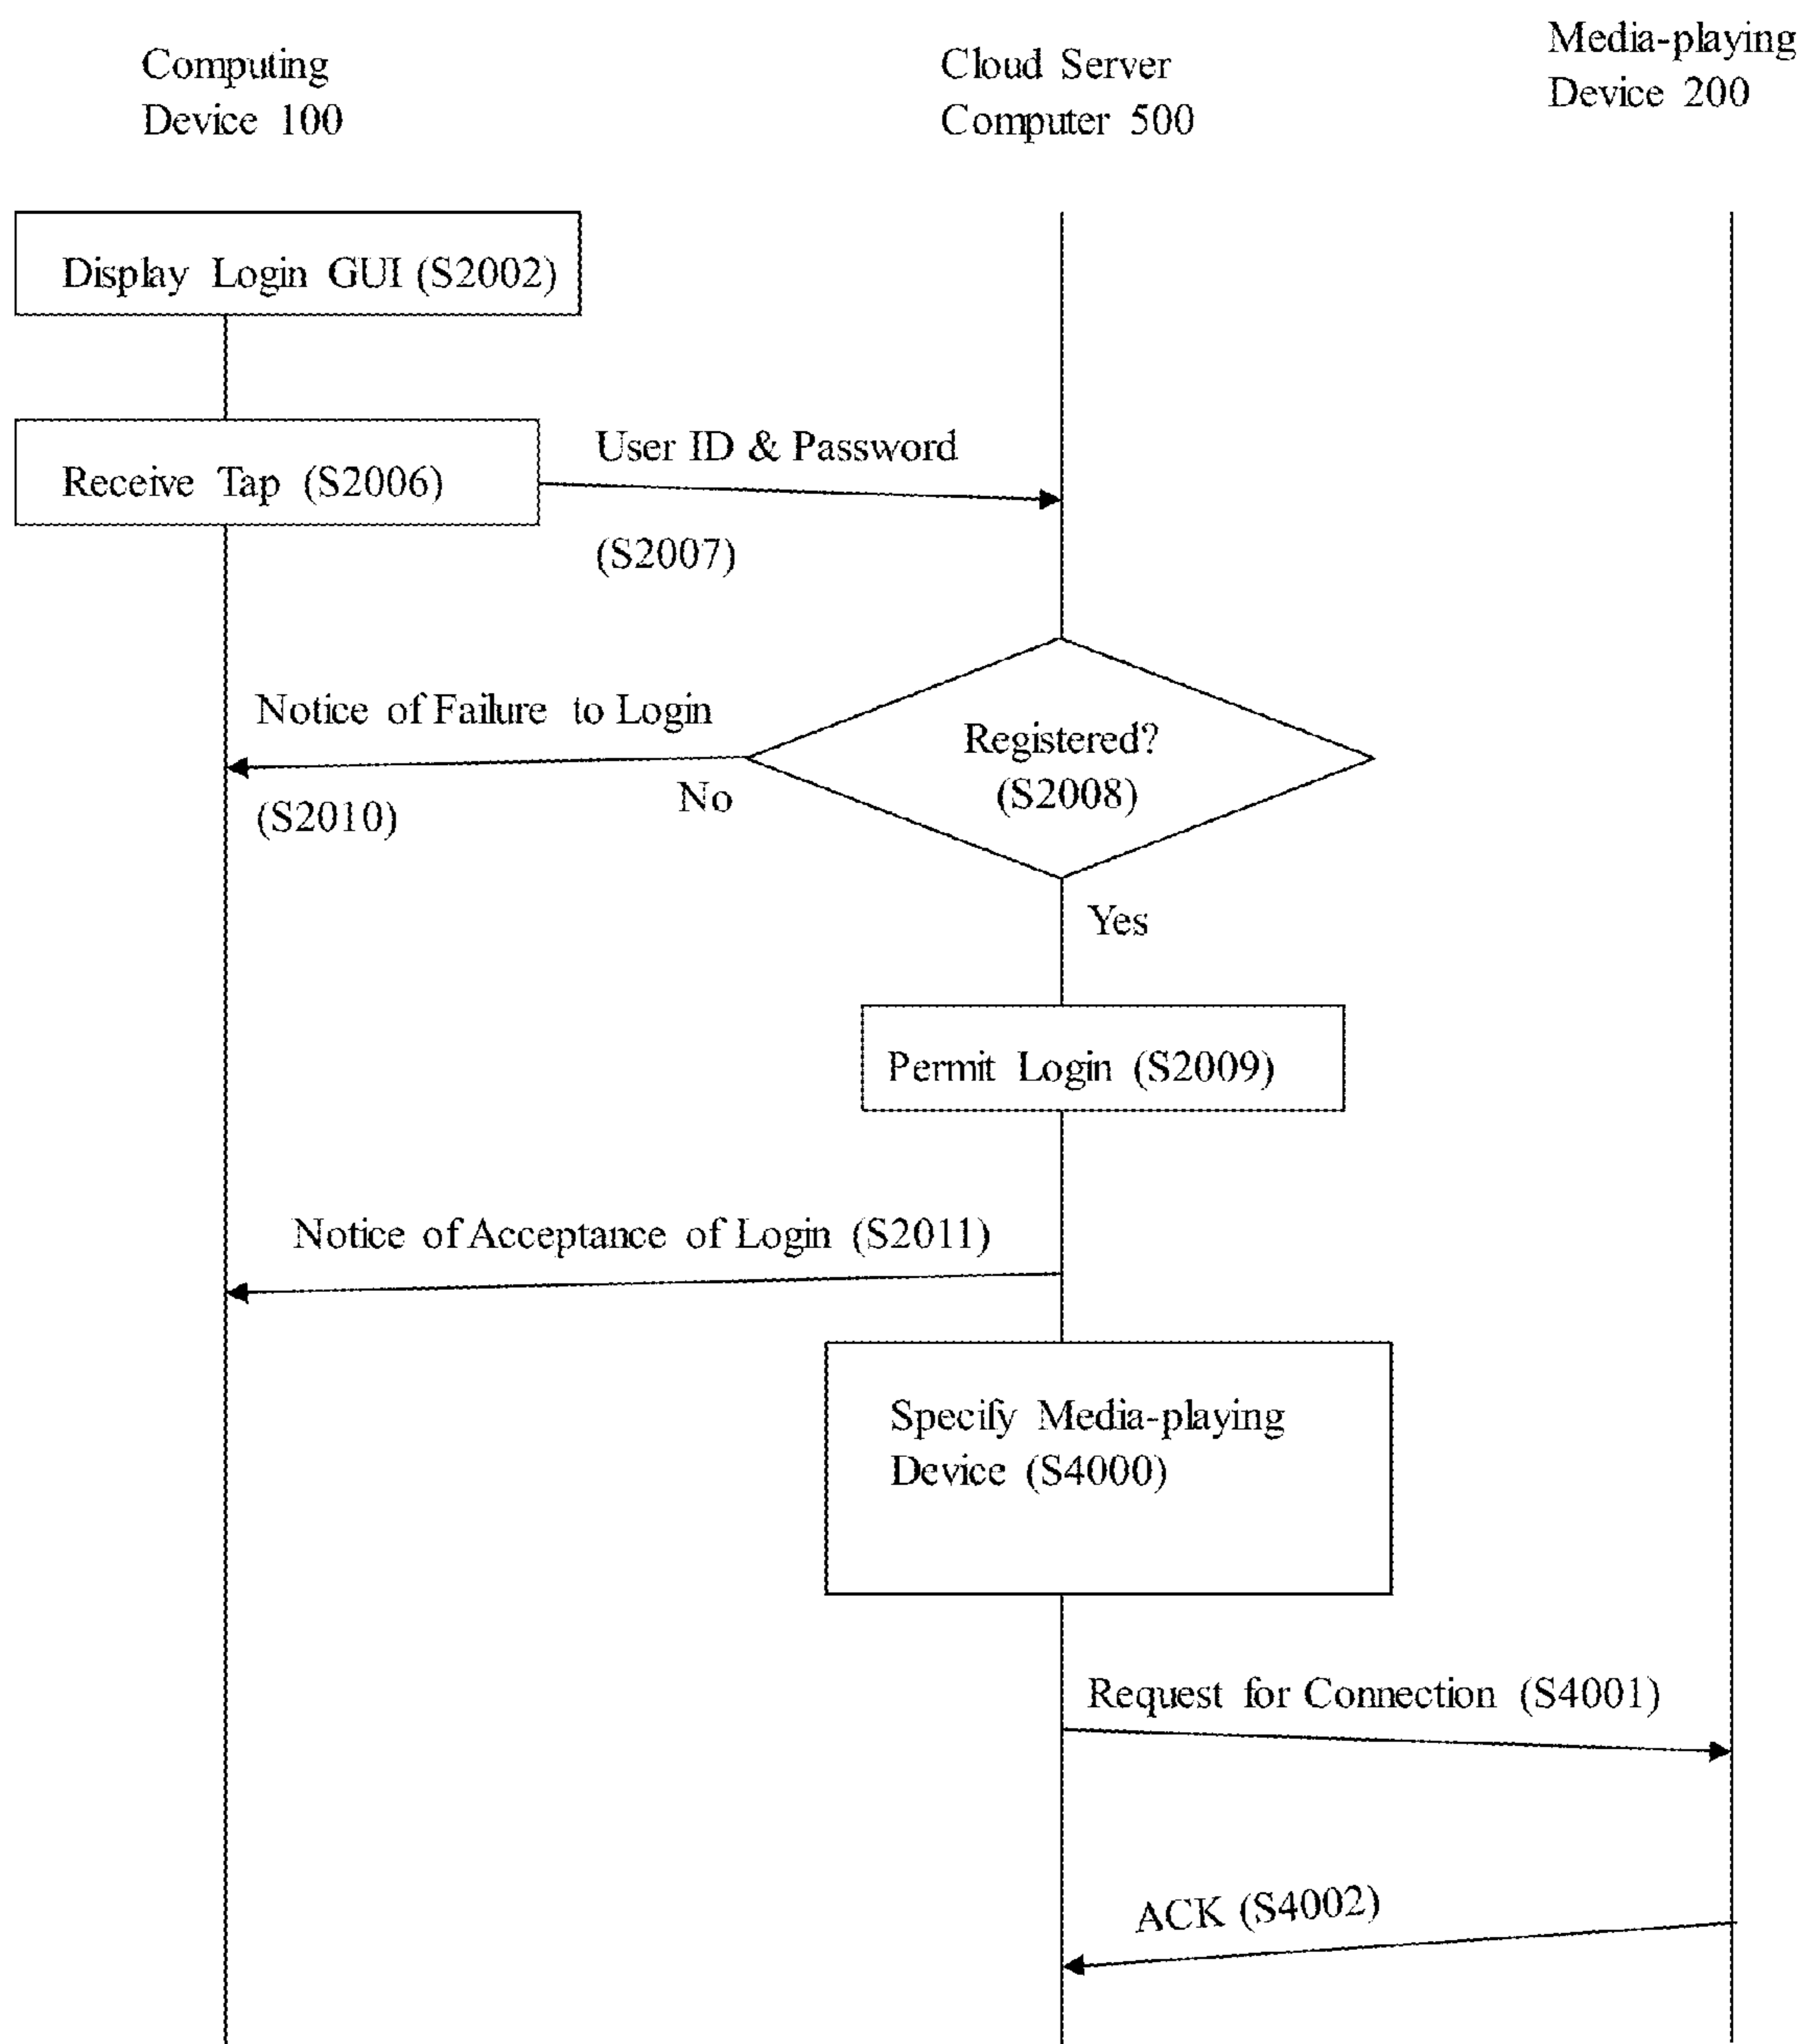 Computing
Device 100
Cloud Server
Computer 500
Media-playing
Device 200
Display Login GUI (S2002)
Receive Tap (S2006)
User ID & Password
(S2007)
Notice of Failure to Login
No
(S2010)
Registered?
(S2008)
Yes
Permit Login (S2009)
Notice of Acceptance of Login (S2011)
Specify Media-playing
Device (S4000)
Request for Connection (S4001)
ACK (S4002)